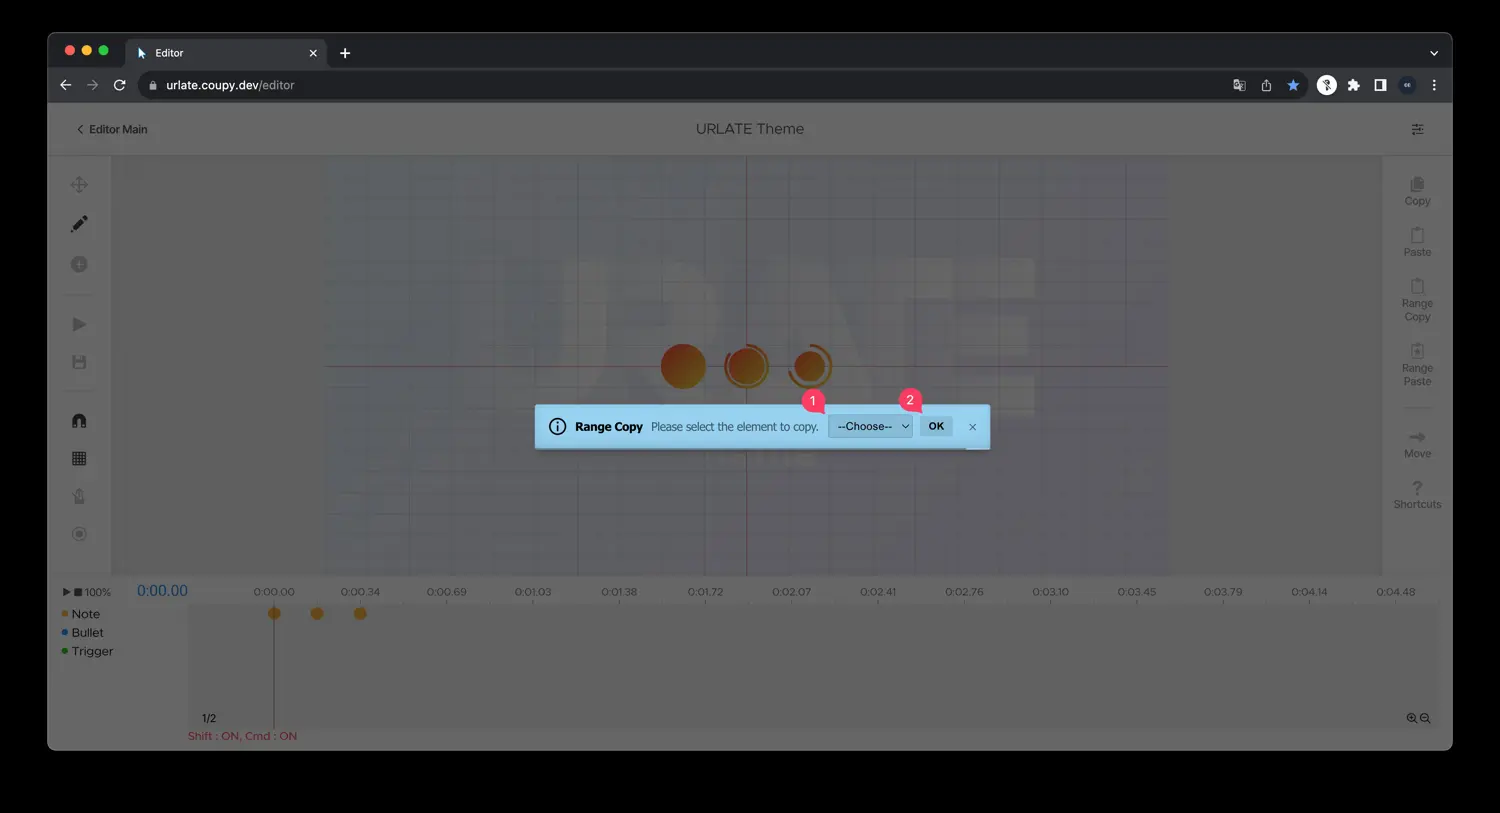 Editor
urlate.coupy.dev/editor
Editor Main
URLATE Theme
Copy
Paste
Range
Copy
Range
Paste
Move
?
Shortcuts
URLATE
1
2
Range Copy Please select the element to copy. --Choose-- OK
100% 0:00.00 0:00.00 0:00.34 0:00.69 0:01.03 0:01.38 0:01.72 0:02.07 0:02.41 0:02.76 0:03.10 0:03.45 0:03.79 0:04.14 0:04.48
Note
Bullet
Trigger
1/2
Shift : ON, Cmd : ON